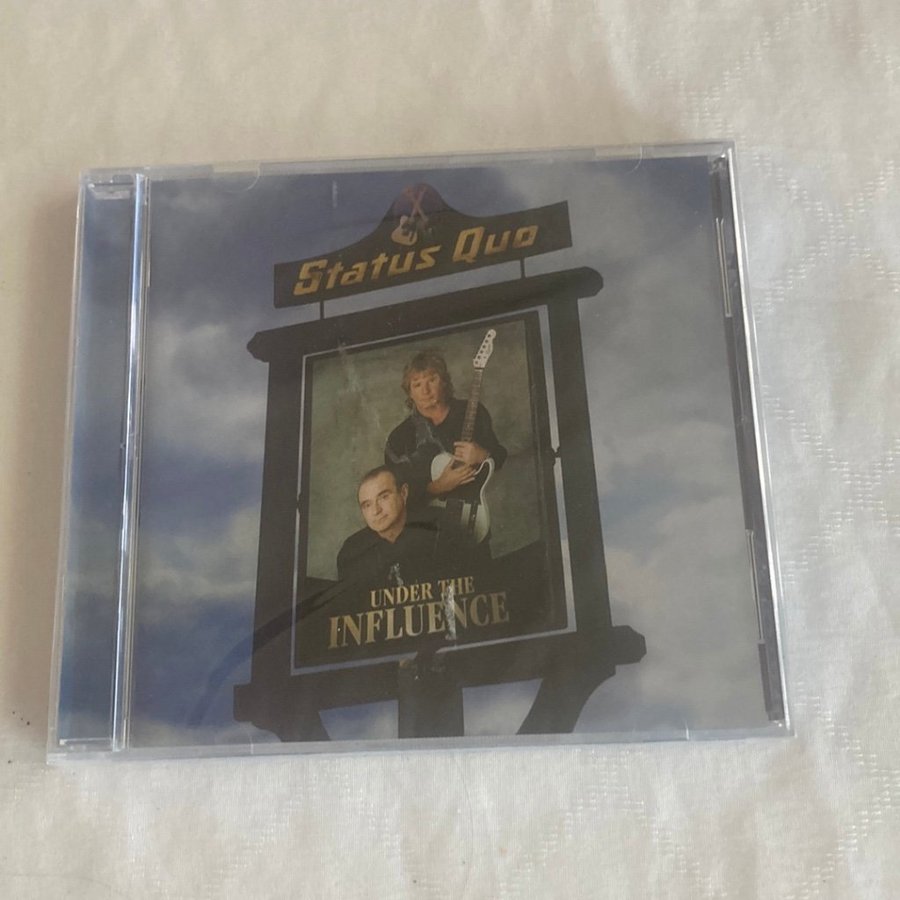 Status Quo
UNDER THE
INFLUENCE